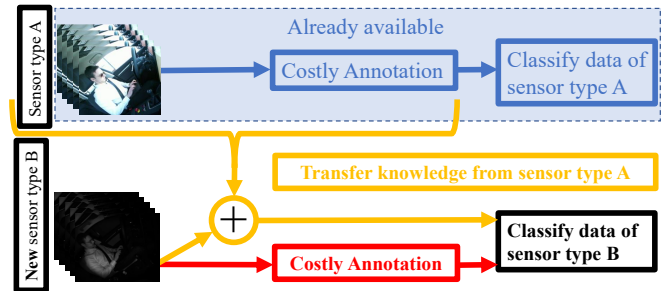 Sensor type A
Already available
Costly Annotation
Classify data of
sensor type A
New sensor type B
Transfer knowledge from sensor type A
+
Costly Annotation
Classify data of
sensor type B